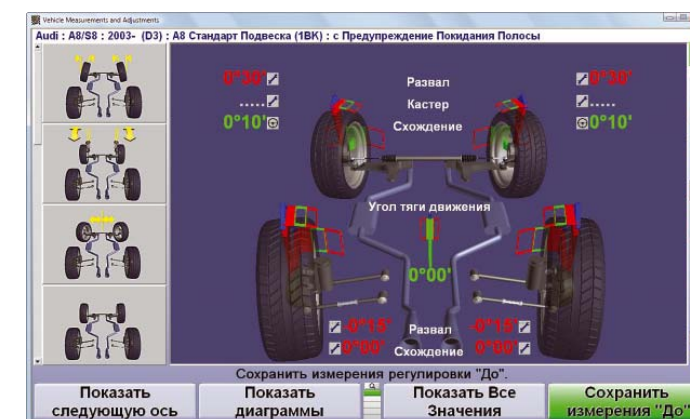 Vehicle Measurements and Adjustments
Audi : A8/S8 : 2003- (D3) : A8 Стандарт Подвеска (1BK) : с Предупреждение Покидания Полосы
0°30' Развал 0°30'
..... Кастер .....
0°10' Схождение 0°10'
Угол тяги движения
0°00'
-0°15' Развал -0°15'
0°00' Схождение 0°00'
Сохранить измерения регулировки "До".
Показать следующую ось
Показать диаграммы
Показать Все Значения
Сохранить измерения "До"